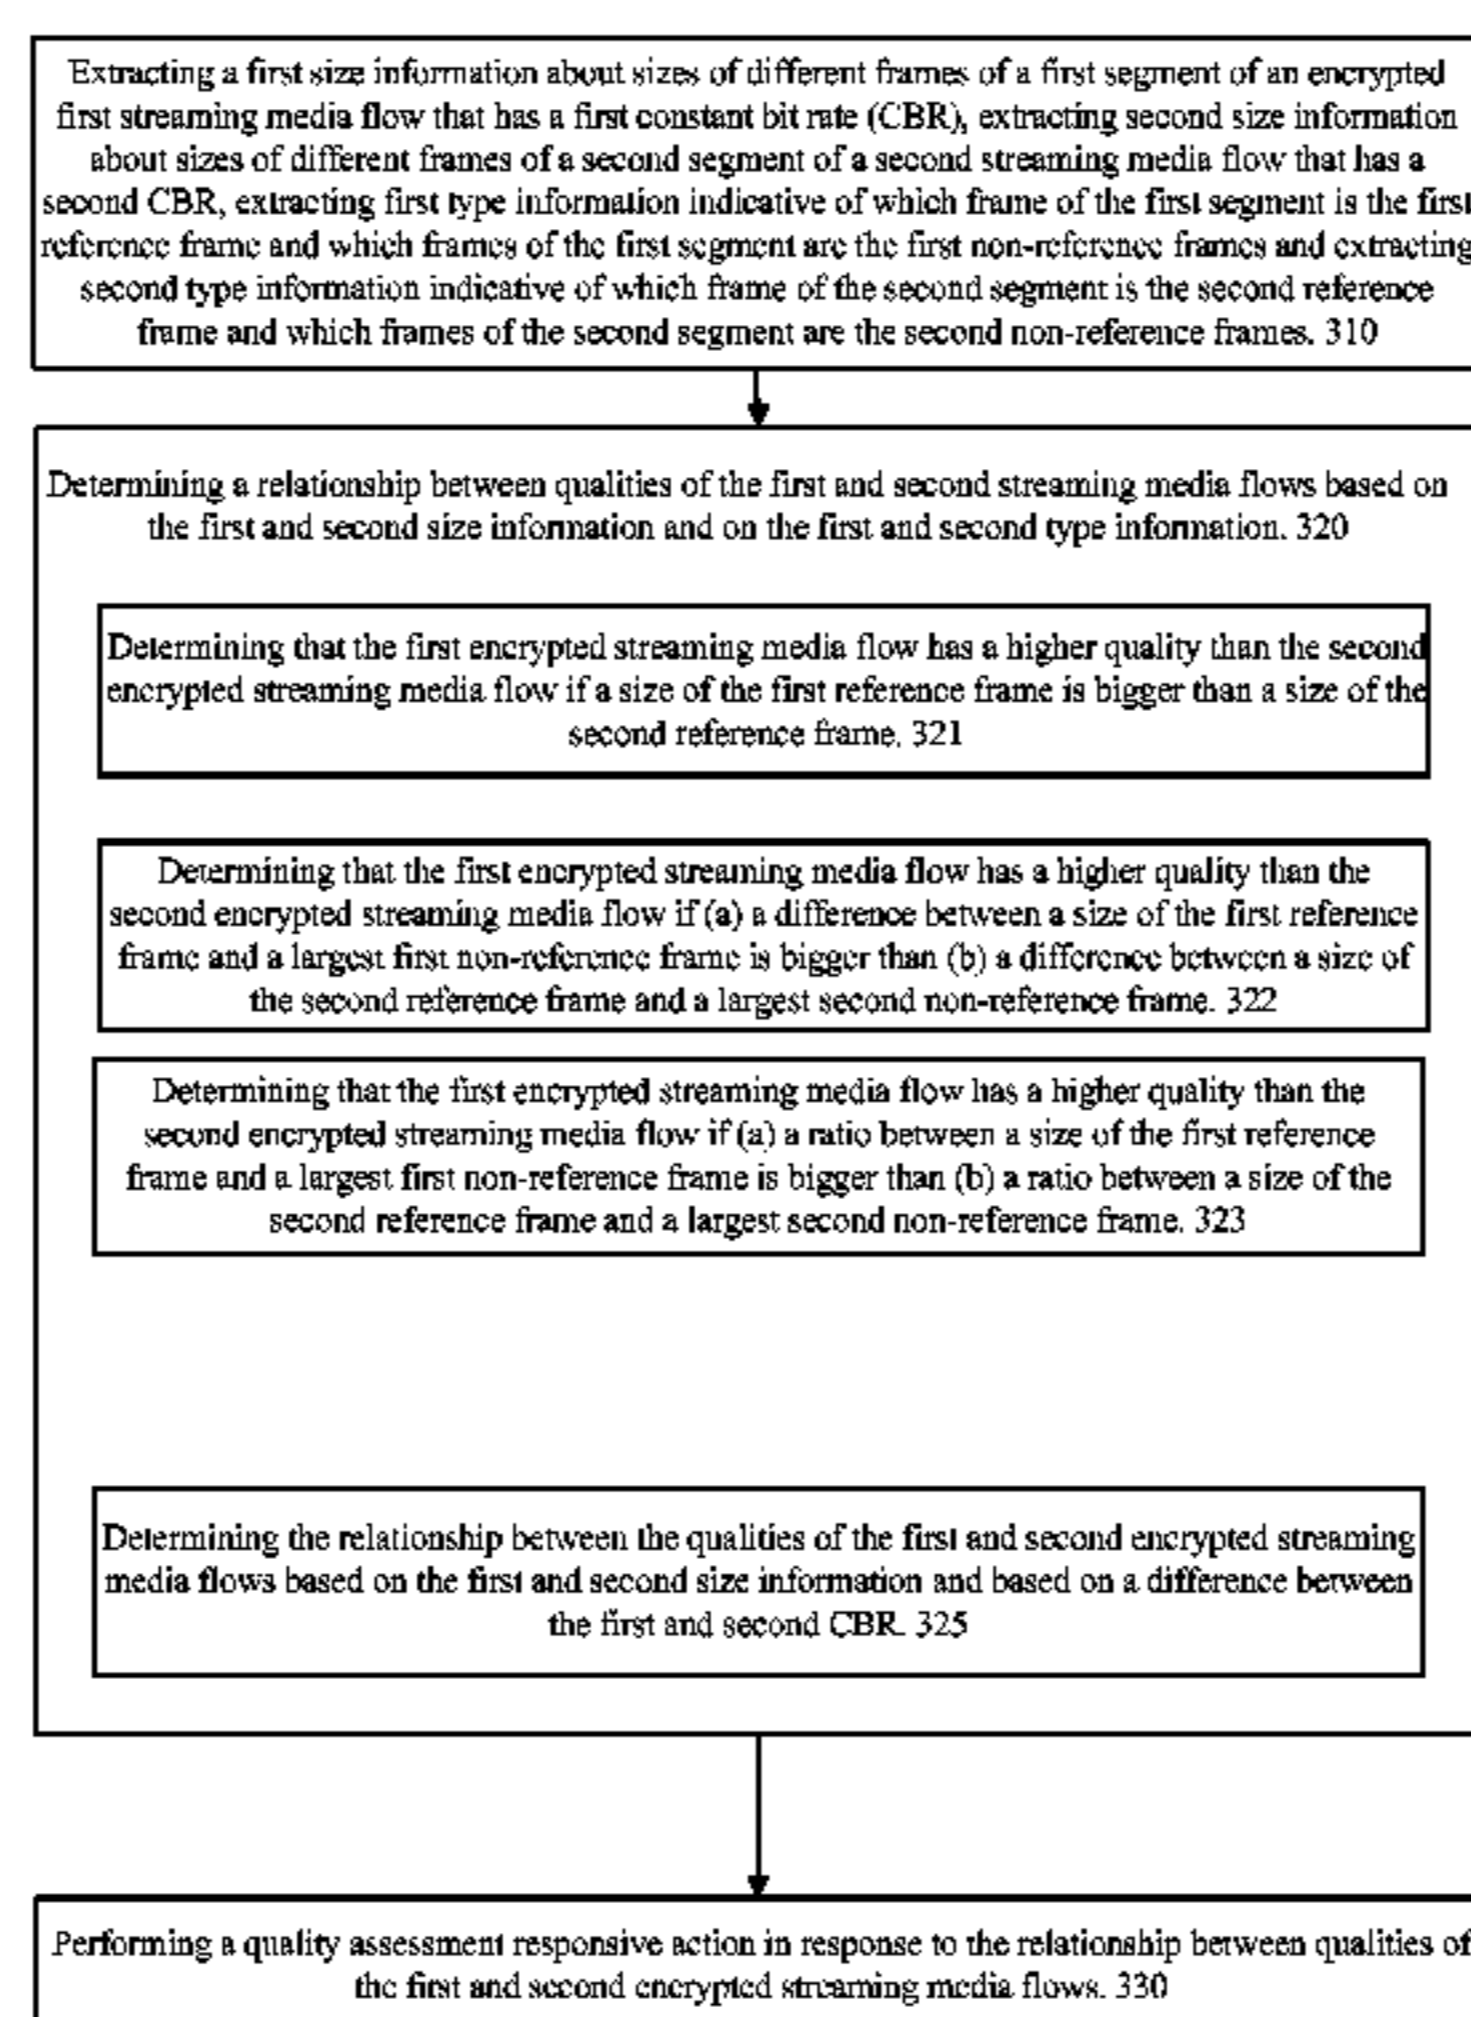 Extracting a first size information about sizes of different frames of a first segment of an encrypted
first streaming media flow that has a first constant bit rate (CBR), extracting second size information
about sizes of different frames of a second segment of a second streaming media flow that has a
second CBR, extracting first type information indicative of which frame of the first segment is the first
reference frame and which frames of the first segment are the first non-reference frames and extracting
second type information indicative of which frame of the second segment is the second reference
frame and which frames of the second segment are the second non-reference frames. 310
Determining a relationship between qualities of the first and second streaming media flows based on
the first and second size information and on the first and second type information. 320
Determining that the first encrypted streaming media flow has a higher quality than the second
encrypted streaming media flow if a size of the first reference frame is bigger than a size of the
second reference frame. 321
Determining that the first encrypted streaming media flow has a higher quality than the
second encrypted streaming media flow if (a) a difference between a size of the first reference
frame and a largest first non-reference frame is bigger than (b) a difference between a size of
the second reference frame and a largest second non-reference frame. 322
Determining that the first encrypted streaming media flow has a higher quality than the
second encrypted streaming media flow if (a) a ratio between a size of the first reference
frame and a largest first non-reference frame is bigger than (b) a ratio between a size of the
second reference frame and a largest second non-reference frame. 323
Determining the relationship between the qualities of the first and second encrypted streaming
media flows based on the first and second size information and based on a difference between
the first and second CBR. 325
Performing a quality assessment responsive action in response to the relationship between qualities of
the first and second encrypted streaming media flows. 330